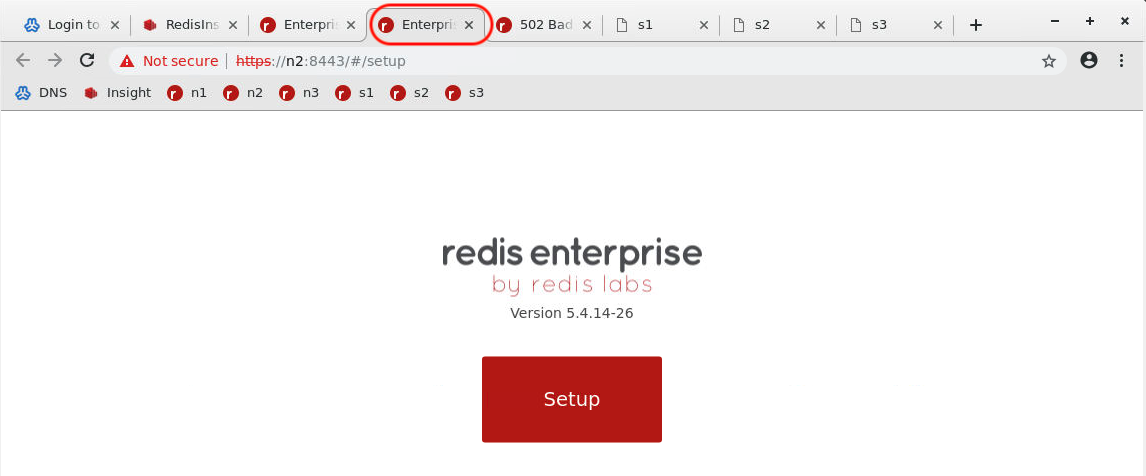 Login to RedisIns Enterpris Enterpris 502 Bad s1 s2 s3
Not secure https://n2:8443/#/setup
DNS Insight n1 n2 n3 s1 s2 s3
redis enterprise
by redis labs
Version 5.4.14-26
Setup